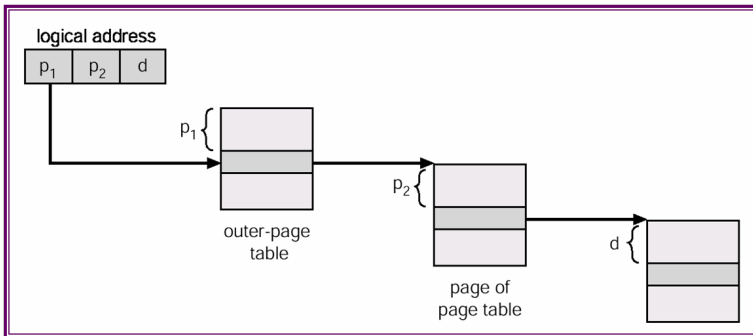 logical address
p₁ p₂ d
p₁
outer-page
table
p₂
page of
page table
d